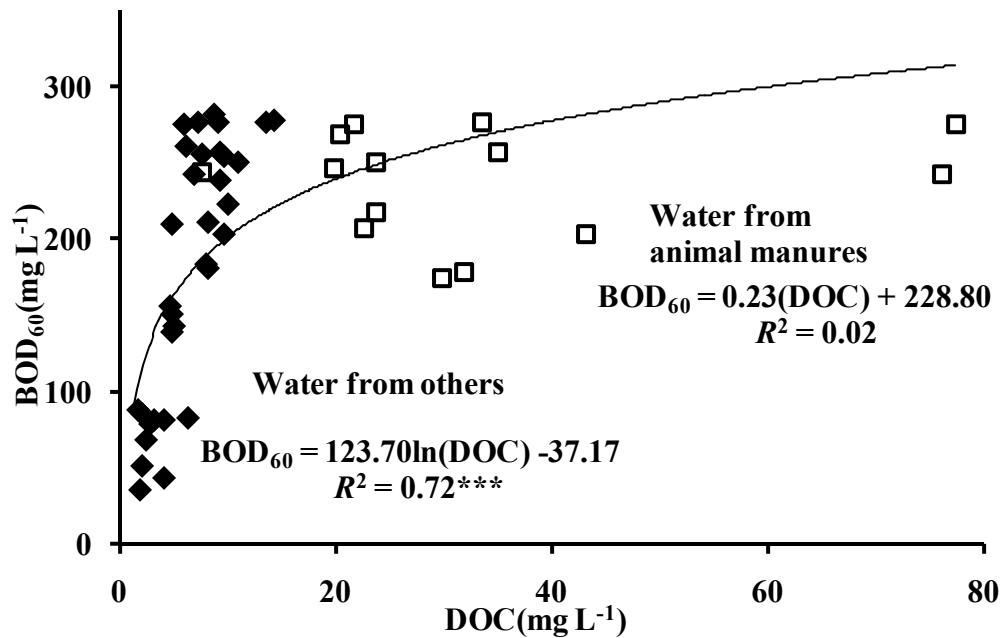 300
200
100
0
BOD₆₀(mg L⁻¹)
Water from
animal manures
BOD₆₀ = 0.23(DOC) + 228.80
R² = 0.02
Water from others
BOD₆₀ = 123.70ln(DOC) -37.17
R² = 0.72***
0 20 40 60 80
DOC(mg L⁻¹)